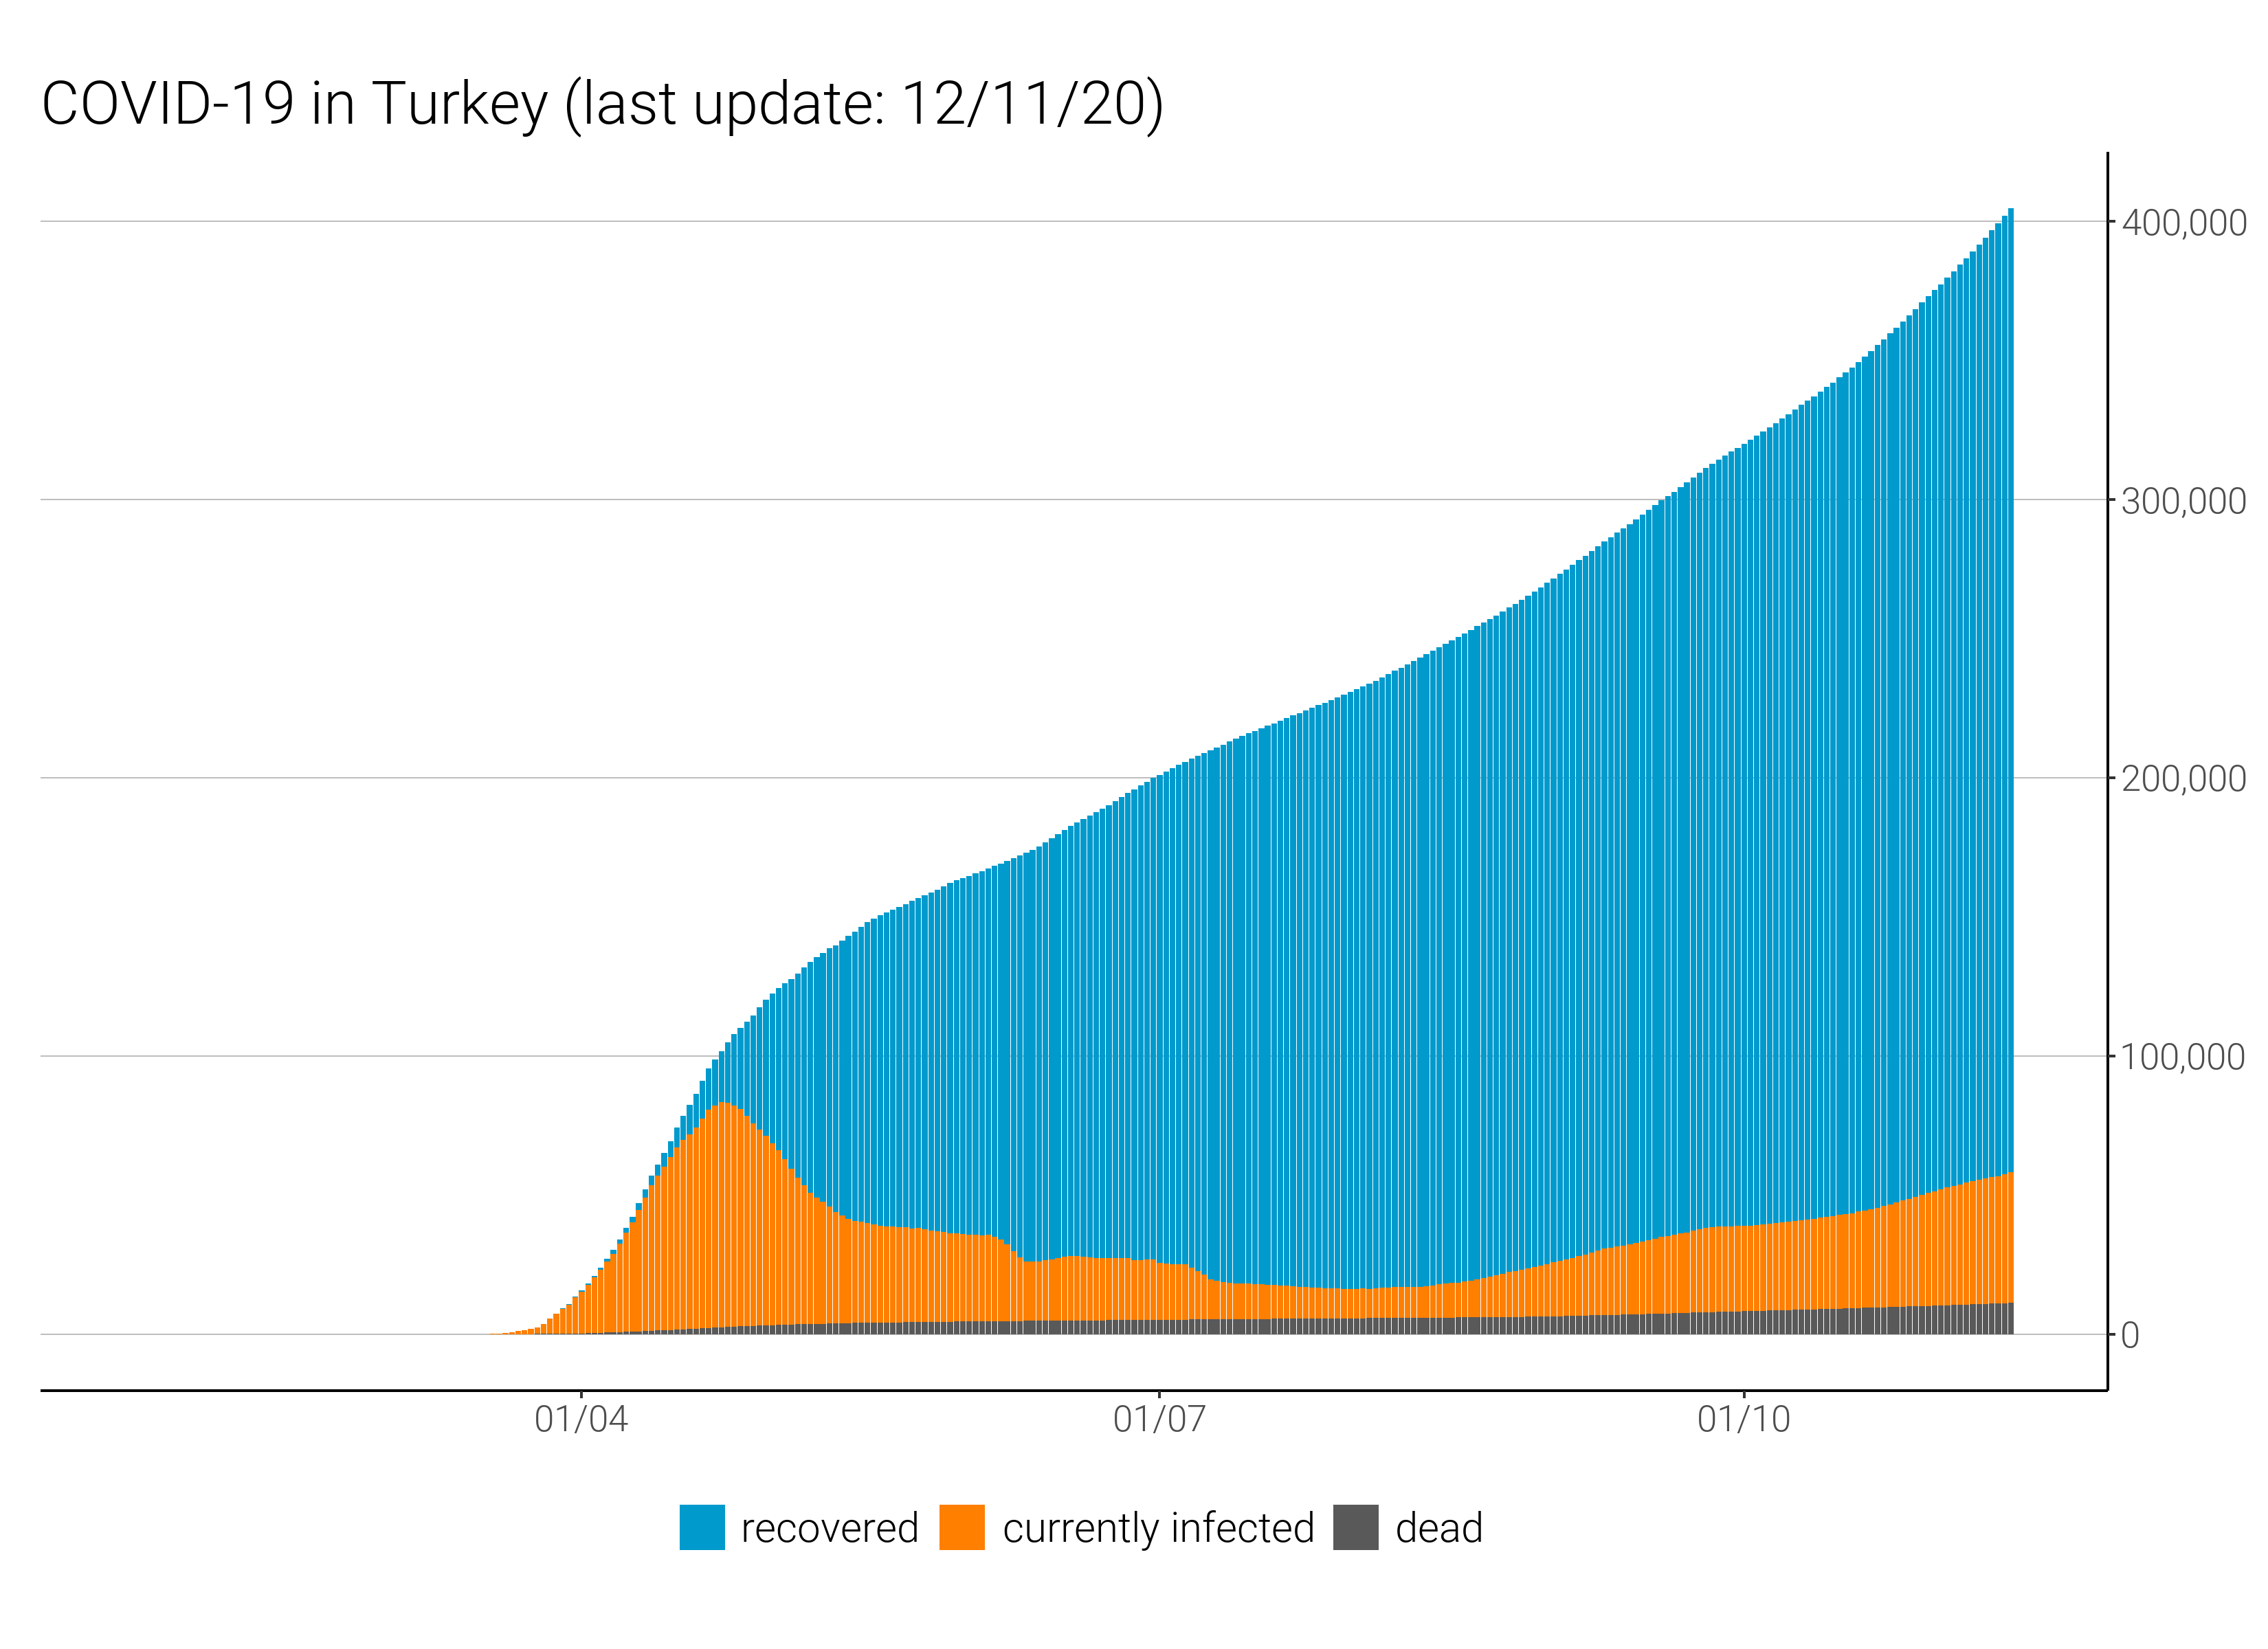 COVID-19 in Turkey (last update: 12/11/20)
400,000
300,000
200,000
100,000
0
01/04 01/07 01/10
recovered currently infected dead